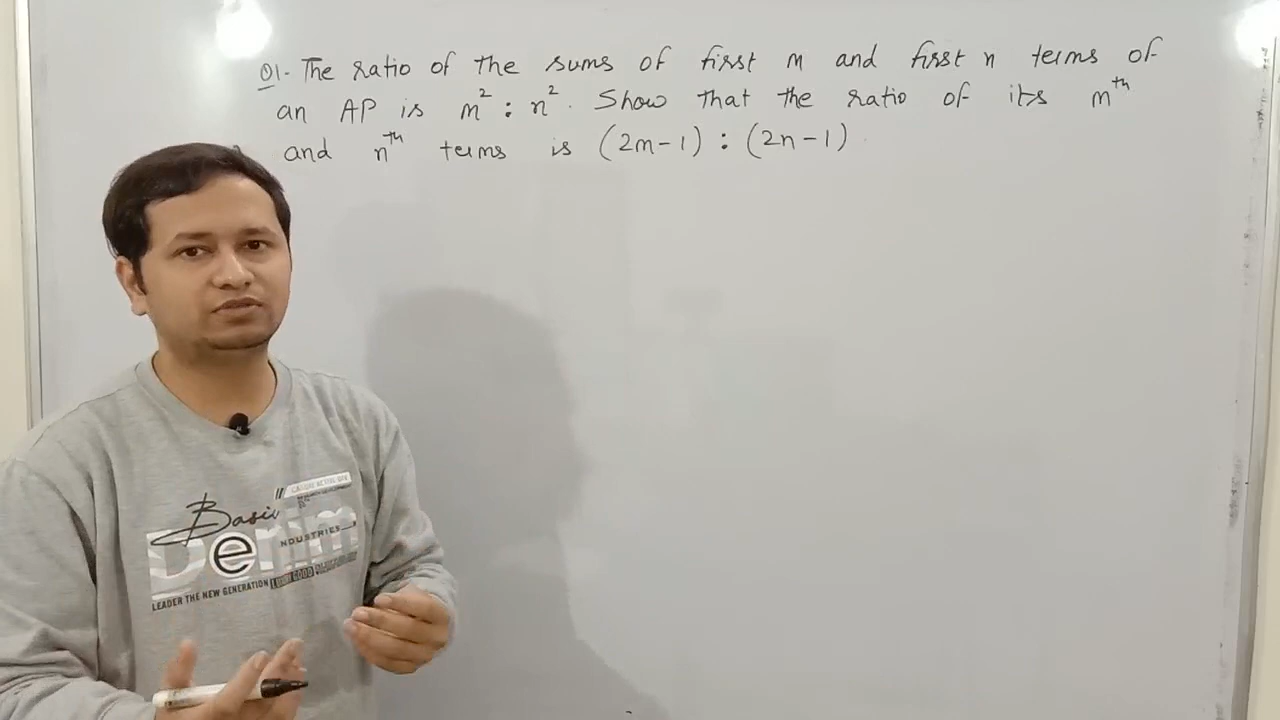 Q1- The ratio of the sums of first m and first n terms of
an AP is m² : n². Show that the ratio of its mᵗʰ
and nᵗʰ terms is (2m-1) : (2n-1)
Basic
Denim
NDUSTRIES
LEADER THE NEW GENERATION